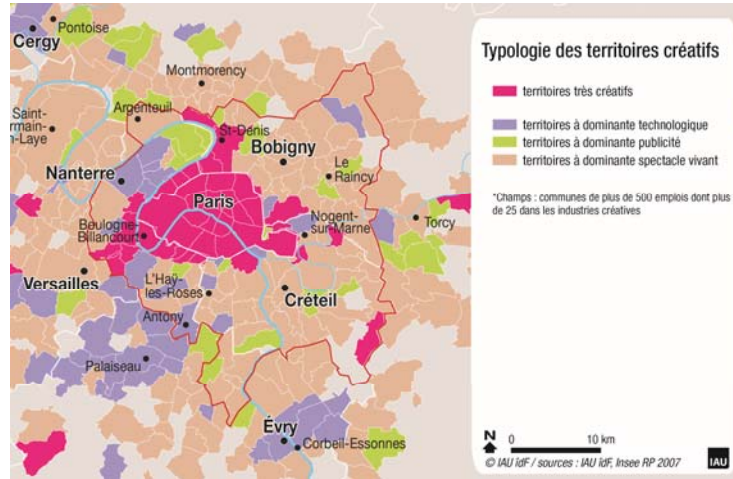 Pontoise
Cergy
Montmorency
Argenteuil
Saint-
Germain-
-Laye
St-Denis
Bobigny
Le
Raincy
Nanterre
Paris
Boulogne-
Billancourt
Nogent-
sur-Marne
Torcy
Versailles
L'Haÿ-
les-Roses
Créteil
Antony
Palaiseau
Évry
Corbeil-Essonnes
Typologie des territoires créatifs
territoires très créatifs
territoires à dominante technologique
territoires à dominante publicité
territoires à dominante spectacle vivant
*Champs : communes de plus de 500 emplois dont plus
de 25 dans les industries créatives
N
0 10 km
© IAU îdF / sources : IAU îdF, Insee RP 2007
IAU